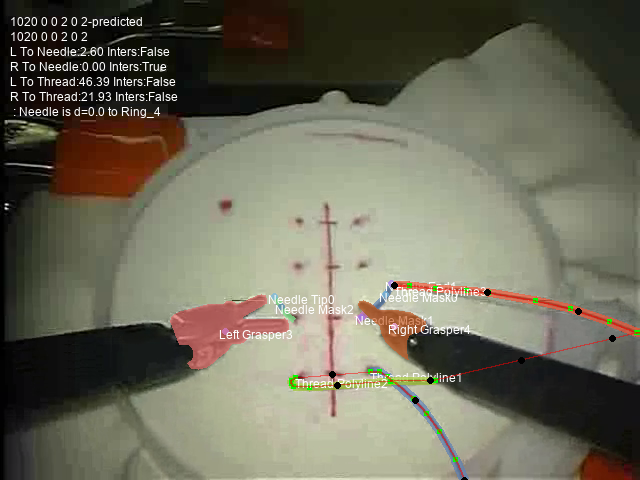 1020 0 0 2 0 2-predicted
1020 0 0 2 0 2
L To Needle:2.60 Inters:False
R To Needle:0.00 Inters:True
L To Thread:46.39 Inters:False
R To Thread:21.93 Inters:False
: Needle is d=0.0 to Ring_4
Thread Polyline
Needle Tip0
Needle Mask0
Needle Mask2
Needle Mask1
Right Grasper4
Left Grasper3
Thread Polyline1
Thread Polyline2